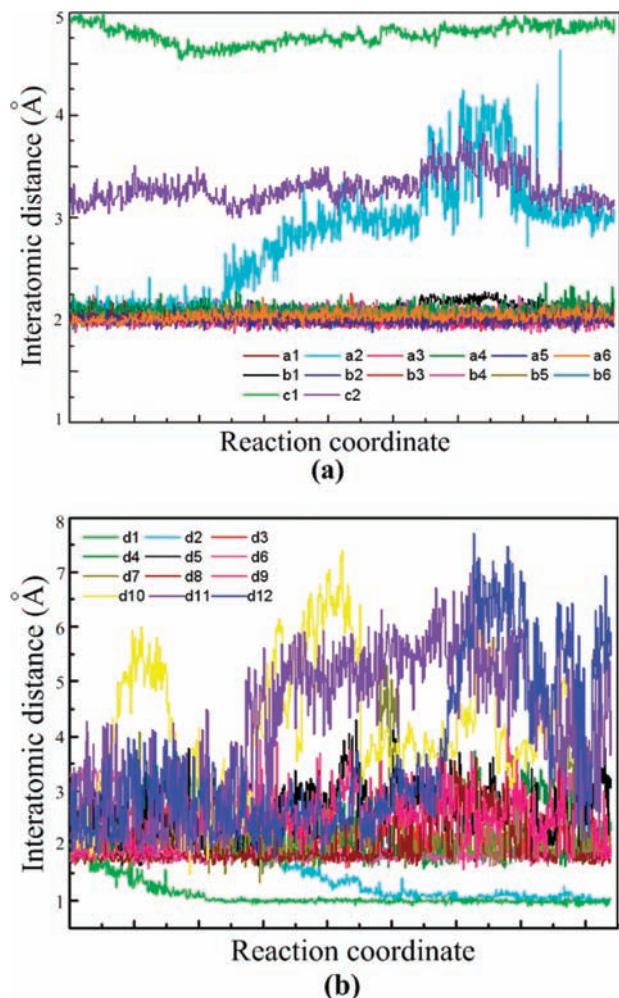 5
4
3
2
1
Interatomic distance (Å)
a1 a2 a3 a4 a5 a6
b1 b2 b3 b4 b5 b6
c1 c2
Reaction coordinate
(a)
8
7
6
5
4
3
2
1
Interatomic distance (Å)
d1 d2 d3
d4 d5 d6
d7 d8 d9
d10 d11 d12
Reaction coordinate
(b)